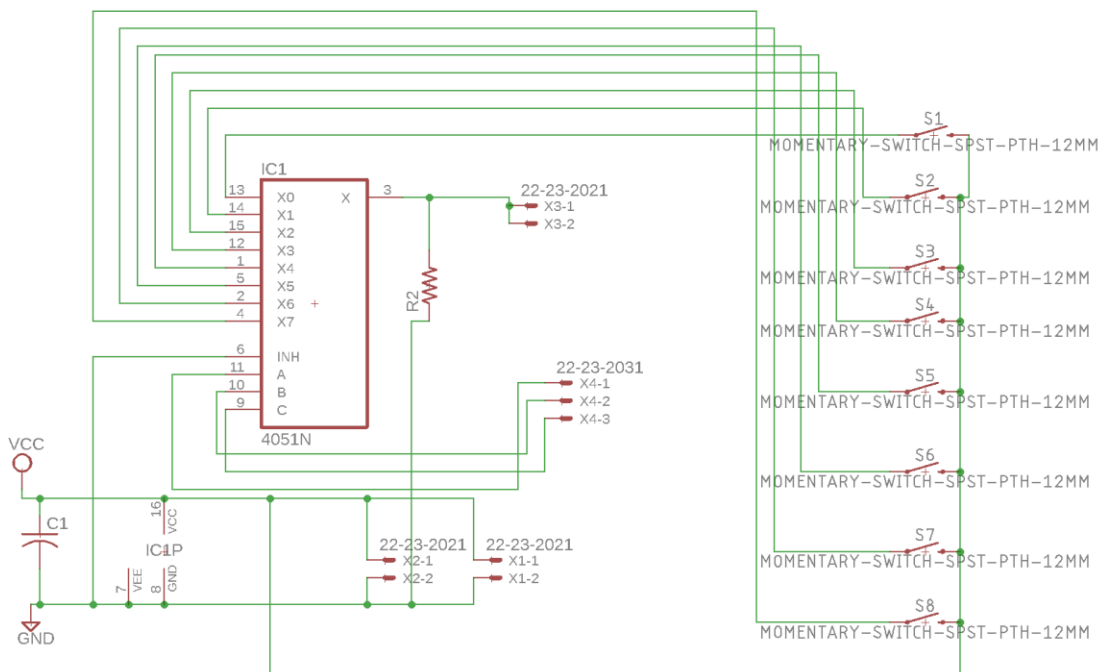 S1
MOMENTARY-SWITCH-SPST-PTH-12MM
IC1
13 X0 X 3
14 X1
15 X2
12 X3
1 X4
5 X5
2 X6
4 X7
6 INH
11 A
10 B
9 C
4051N
22-23-2021
X3-1
X3-2
R2
S2
MOMENTARY-SWITCH-SPST-PTH-12MM
S3
MOMENTARY-SWITCH-SPST-PTH-12MM
S4
MOMENTARY-SWITCH-SPST-PTH-12MM
22-23-2031
X4-1
X4-2
X4-3
S5
MOMENTARY-SWITCH-SPST-PTH-12MM
S6
MOMENTARY-SWITCH-SPST-PTH-12MM
VCC
C1
16
VCC
IC1P
7
VEE
8
GND
GND
22-23-2021
X2-1
X2-2
22-23-2021
X1-1
X1-2
S7
MOMENTARY-SWITCH-SPST-PTH-12MM
S8
MOMENTARY-SWITCH-SPST-PTH-12MM